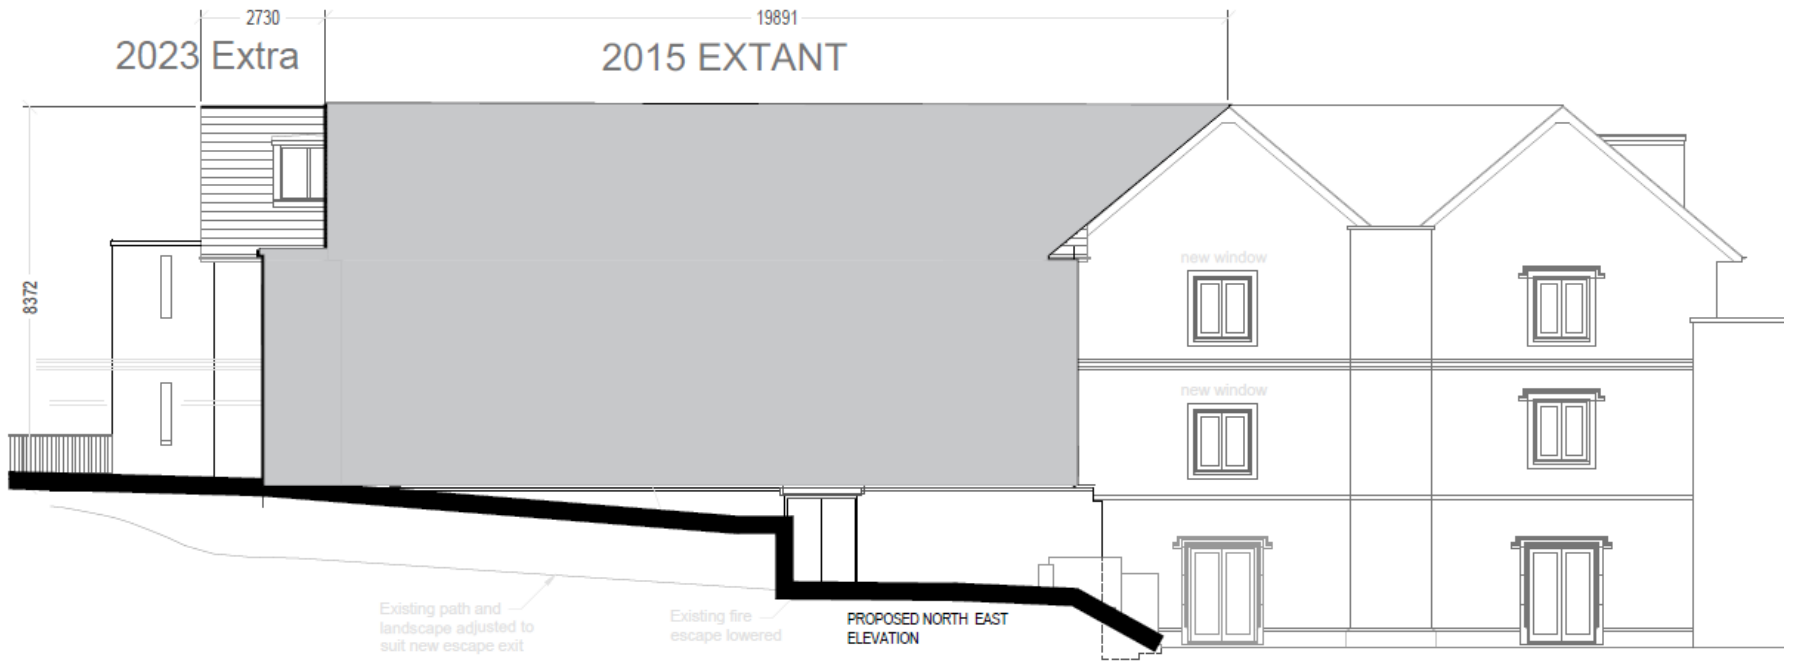 2730
19891
2023 Extra
2015 EXTANT
8372
new window
new window
Existing path and
landscape adjusted to
suit new escape exit
Existing fire
escape lowered
PROPOSED NORTH EAST
ELEVATION